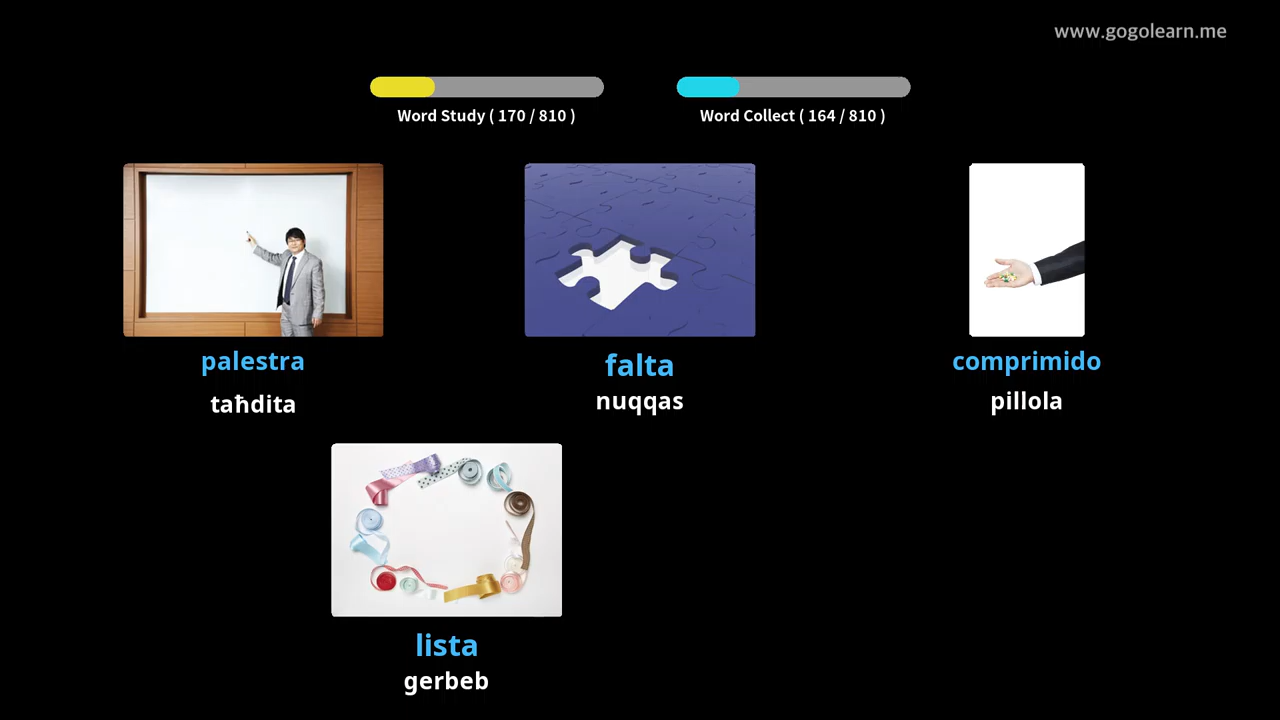 www.gogolearn.me
Word Study ( 170 / 810 )
Word Collect ( 164 / 810 )
palestra
taħdita
falta
nuqqas
comprimido
pillola
lista
gerbeb